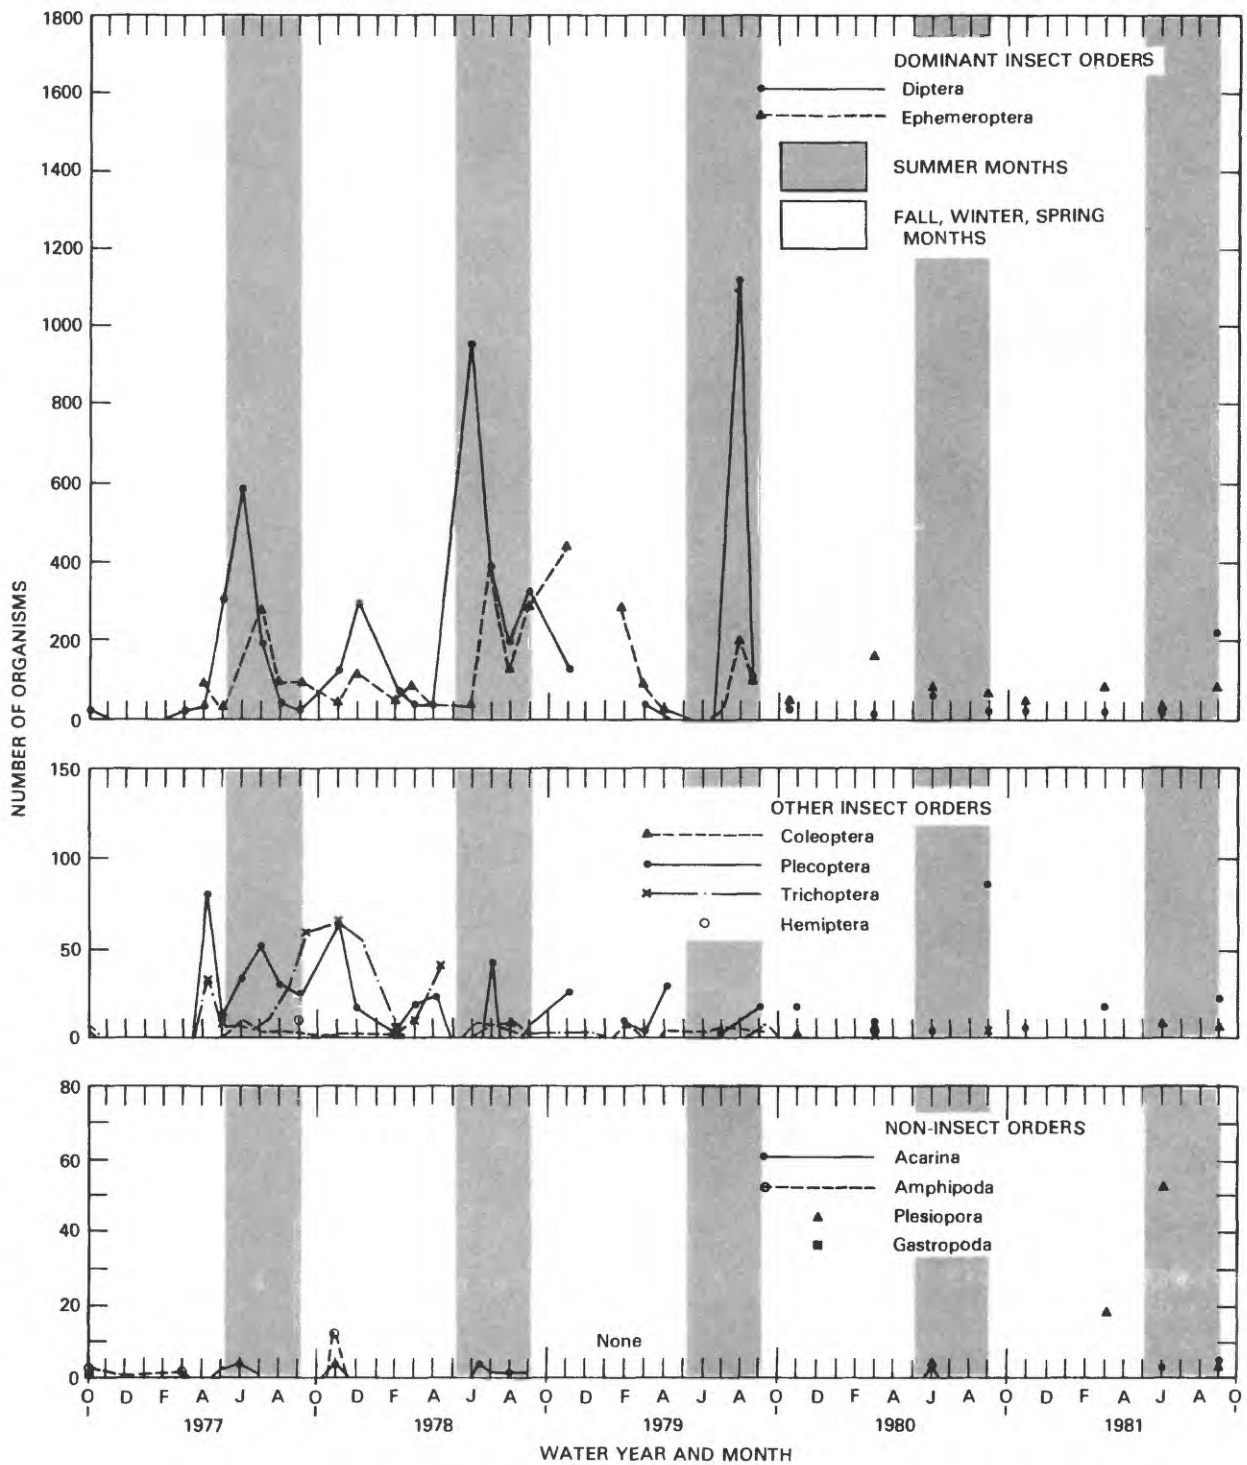 NUMBER OF ORGANISMS
1800
1600
1400
1200
1000
800
600
400
200
0
DOMINANT INSECT ORDERS
Diptera
Ephemeroptera
SUMMER MONTHS
FALL, WINTER, SPRING
MONTHS
150
100
50
0
OTHER INSECT ORDERS
Coleoptera
Plecoptera
Trichoptera
Hemiptera
80
60
40
20
0
NON-INSECT ORDERS
Acarina
Amphipoda
Plesiopora
Gastropoda
None
O D F A J A O D F A J A O D F A J A O D F A J A O D F A J A O
1977 1978 1979 1980 1981
WATER YEAR AND MONTH